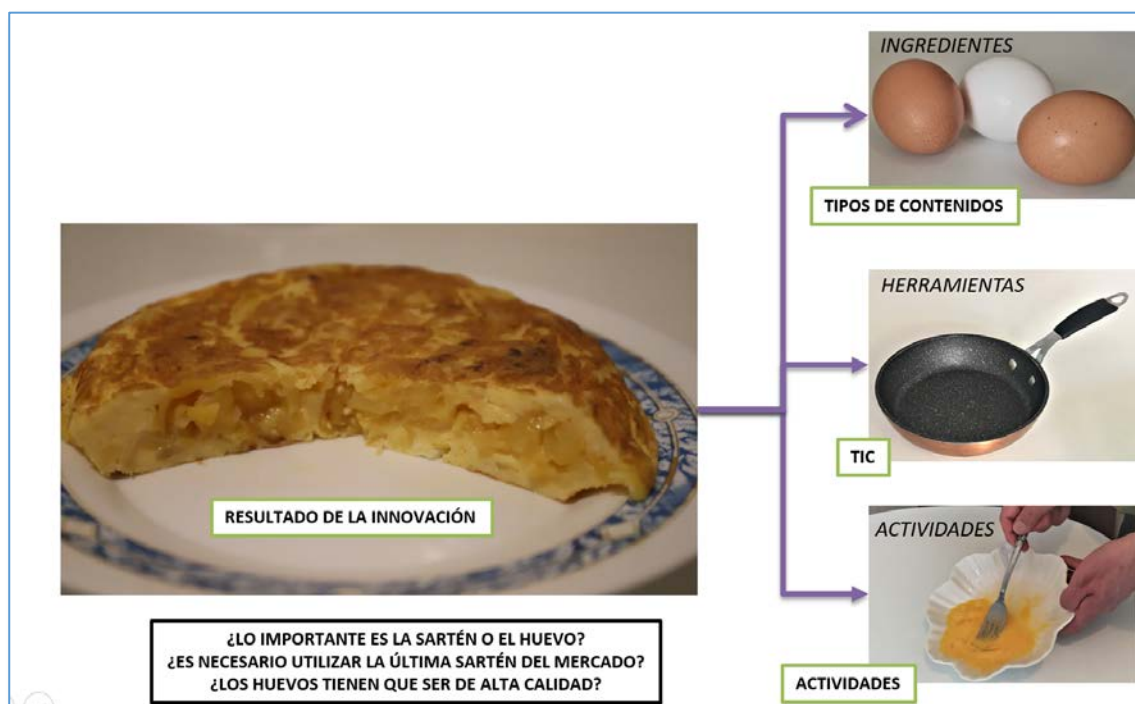 INGREDIENTES
TIPOS DE CONTENIDOS
HERRAMIENTAS
TIC
RESULTADO DE LA INNOVACIÓN
ACTIVIDADES
ACTIVIDADES
¿LO IMPORTANTE ES LA SARTÉN O EL HUEVO?
¿ES NECESARIO UTILIZAR LA ÚLTIMA SARTÉN DEL MERCADO?
¿LOS HUEVOS TIENEN QUE SER DE ALTA CALIDAD?